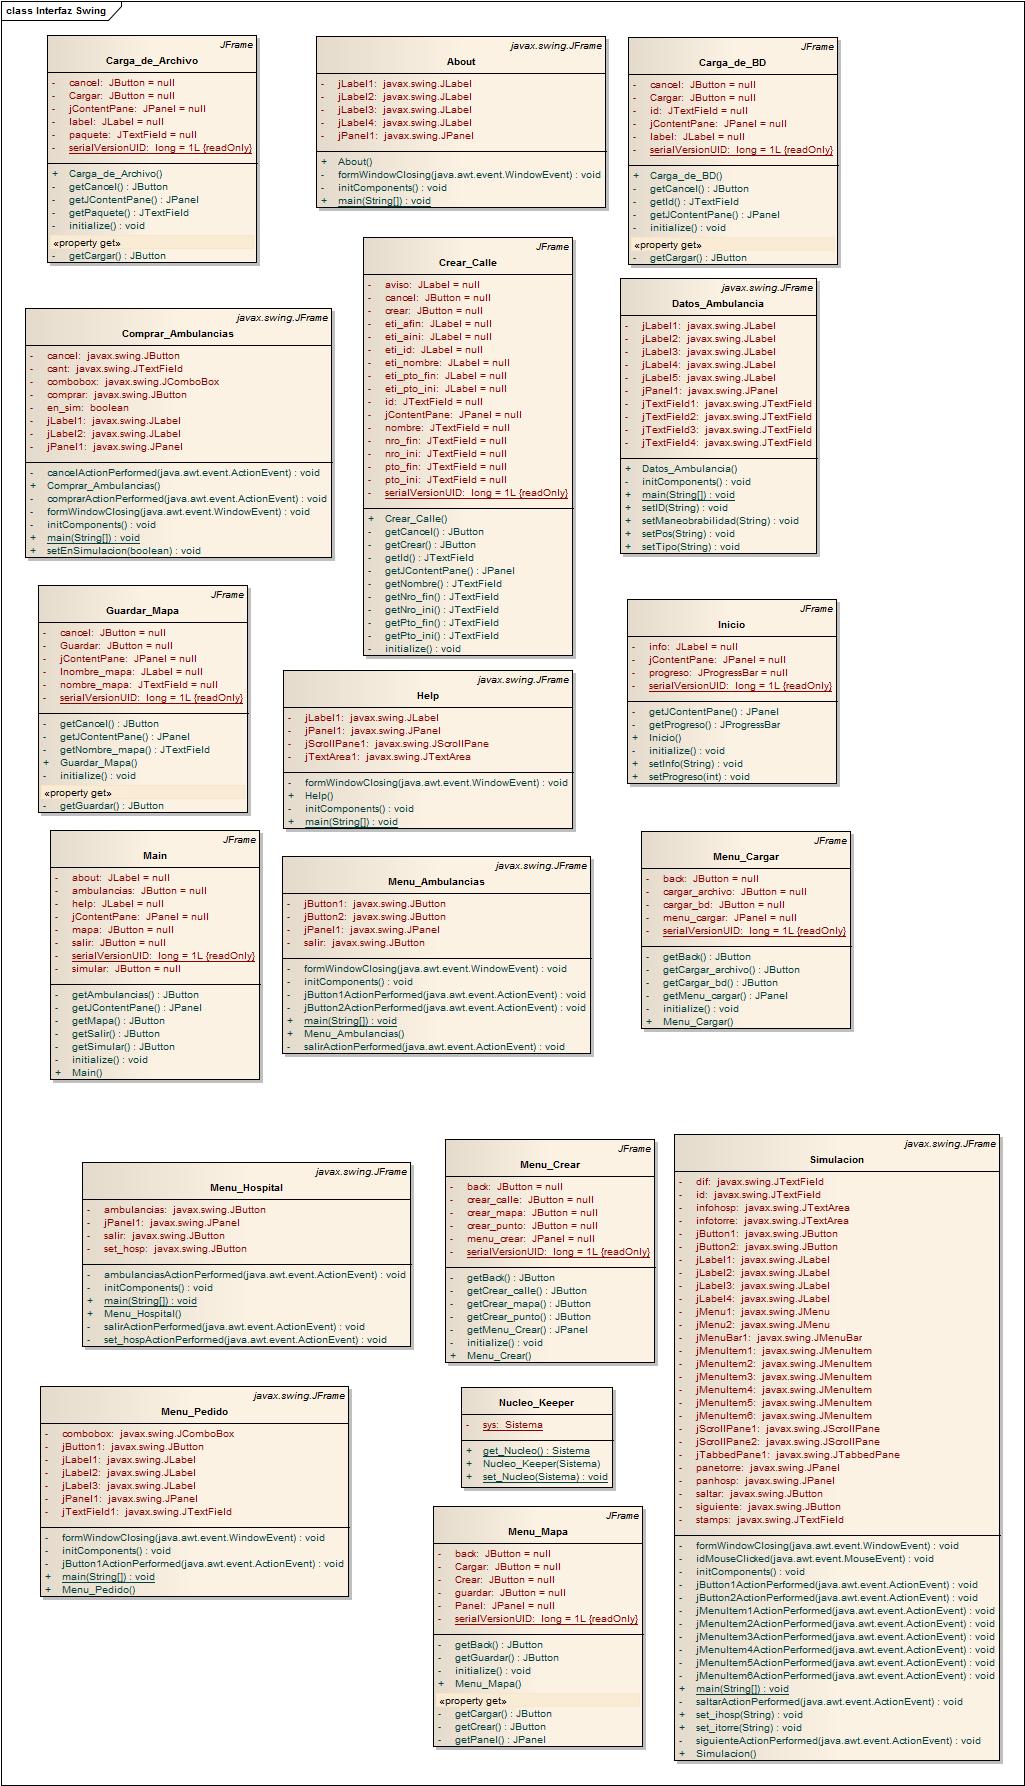 class Interfaz Swing
JFrame
Carga_de_Archivo
- cancel: JButton = null
- Cargar: JButton = null
- jContentPane: JPanel = null
- label: JLabel = null
- paquete: JTextField = null
- serialVersionUID: long = 1L {readOnly}
+ Carga_de_Archivo()
- getCancel() : JButton
- getJContentPane() : JPanel
- getPaquete() : JTextField
- initialize() : void
«property get»
- getCargar() : JButton
javax.swing.JFrame
About
- jLabel1: javax.swing.JLabel
- jLabel2: javax.swing.JLabel
- jLabel3: javax.swing.JLabel
- jLabel4: javax.swing.JLabel
- jPanel1: javax.swing.JPanel
+ About()
- formWindowClosing(java.awt.event.WindowEvent) : void
- initComponents() : void
+ main(String[]) : void
JFrame
Carga_de_BD
- cancel: JButton = null
- Cargar: JButton = null
- id: JTextField = null
- jContentPane: JPanel = null
- label: JLabel = null
- serialVersionUID: long = 1L {readOnly}
+ Carga_de_BD()
- getCancel() : JButton
- getId() : JTextField
- getJContentPane() : JPanel
- initialize() : void
«property get»
- getCargar() : JButton
JFrame
Crear_Calle
- aviso: JLabel = null
- cancel: JButton = null
- crear: JButton = null
- eti_afin: JLabel = null
- eti_aini: JLabel = null
- eti_id: JLabel = null
- eti_nombre: JLabel = null
- eti_pto_fin: JLabel = null
- eti_pto_ini: JLabel = null
- id: JTextField = null
- jContentPane: JPanel = null
- nombre: JTextField = null
- nro_fin: JTextField = null
- nro_ini: JTextField = null
- pto_fin: JTextField = null
- pto_ini: JTextField = null
- serialVersionUID: long = 1L {readOnly}
+ Crear_Calle()
- getCancel() : JButton
- getCrear() : JButton
- getId() : JTextField
- getJContentPane() : JPanel
- getNombre() : JTextField
- getNro_fin() : JTextField
- getNro_ini() : JTextField
- getPto_fin() : JTextField
- getPto_ini() : JTextField
- initialize() : void
javax.swing.JFrame
Datos_Ambulancia
- jLabel1: javax.swing.JLabel
- jLabel2: javax.swing.JLabel
- jLabel3: javax.swing.JLabel
- jLabel4: javax.swing.JLabel
- jLabel5: javax.swing.JLabel
- jPanel1: javax.swing.JPanel
- jTextField1: javax.swing.JTextField
- jTextField2: javax.swing.JTextField
- jTextField3: javax.swing.JTextField
- jTextField4: javax.swing.JTextField
+ Datos_Ambulancia()
- initComponents() : void
+ main(String[]) : void
+ setID(String) : void
+ setManeobrabilidad(String) : void
+ setPos(String) : void
+ setTipo(String) : void
javax.swing.JFrame
Comprar_Ambulancias
- cancel: javax.swing.JButton
- cant: javax.swing.JTextField
- combobox: javax.swing.JComboBox
- comprar: javax.swing.JButton
- en_sim: boolean
- jLabel1: javax.swing.JLabel
- jLabel2: javax.swing.JLabel
- jPanel1: javax.swing.JPanel
- cancelActionPerformed(java.awt.event.ActionEvent) : void
+ Comprar_Ambulancias()
- comprarActionPerformed(java.awt.event.ActionEvent) : void
- formWindowClosing(java.awt.event.WindowEvent) : void
- initComponents() : void
+ main(String[]) : void
+ setEnSimulacion(boolean) : void
JFrame
Guardar_Mapa
- cancel: JButton = null
- Guardar: JButton = null
- jContentPane: JPanel = null
- lnombre_mapa: JLabel = null
- nombre_mapa: JTextField = null
- serialVersionUID: long = 1L {readOnly}
- getCancel() : JButton
- getJContentPane() : JPanel
- getNombre_mapa() : JTextField
+ Guardar_Mapa()
- initialize() : void
«property get»
- getGuardar() : JButton
JFrame
Inicio
- info: JLabel = null
- jContentPane: JPanel = null
- progreso: JProgressBar = null
- serialVersionUID: long = 1L {readOnly}
- getJContentPane() : JPanel
- getProgreso() : JProgressBar
+ Inicio()
- initialize() : void
+ setInfo(String) : void
+ setProgreso(int) : void
javax.swing.JFrame
Help
- jLabel1: javax.swing.JLabel
- jPanel1: javax.swing.JPanel
- jScrollPane1: javax.swing.JScrollPane
- jTextArea1: javax.swing.JTextArea
- formWindowClosing(java.awt.event.WindowEvent) : void
+ Help()
- initComponents() : void
+ main(String[]) : void
JFrame
Main
- about: JLabel = null
- ambulancias: JButton = null
- help: JLabel = null
- jContentPane: JPanel = null
- mapa: JButton = null
- salir: JButton = null
- serialVersionUID: long = 1L {readOnly}
- simular: JButton = null
- getAmbulancias() : JButton
- getJContentPane() : JPanel
- getMapa() : JButton
- getSalir() : JButton
- getSimular() : JButton
- initialize() : void
+ Main()
javax.swing.JFrame
Menu_Ambulancias
- jButton1: javax.swing.JButton
- jButton2: javax.swing.JButton
- jPanel1: javax.swing.JPanel
- salir: javax.swing.JButton
- formWindowClosing(java.awt.event.WindowEvent) : void
- initComponents() : void
- jButton1ActionPerformed(java.awt.event.ActionEvent) : void
- jButton2ActionPerformed(java.awt.event.ActionEvent) : void
+ main(String[]) : void
+ Menu_Ambulancias()
- salirActionPerformed(java.awt.event.ActionEvent) : void
JFrame
Menu_Cargar
- back: JButton = null
- cargar_archivo: JButton = null
- cargar_bd: JButton = null
- menu_cargar: JPanel = null
- serialVersionUID: long = 1L {readOnly}
- getBack() : JButton
- getCargar_archivo() : JButton
- getCargar_bd() : JButton
- getMenu_cargar() : JPanel
- initialize() : void
+ Menu_Cargar()
javax.swing.JFrame
Menu_Hospital
- ambulancias: javax.swing.JButton
- jPanel1: javax.swing.JPanel
- salir: javax.swing.JButton
- set_hosp: javax.swing.JButton
- ambulanciasActionPerformed(java.awt.event.ActionEvent) : void
- initComponents() : void
+ main(String[]) : void
+ Menu_Hospital()
- salirActionPerformed(java.awt.event.ActionEvent) : void
- set_hospActionPerformed(java.awt.event.ActionEvent) : void
JFrame
Menu_Crear
- back: JButton = null
- crear_calle: JButton = null
- crear_mapa: JButton = null
- crear_punto: JButton = null
- menu_crear: JPanel = null
- serialVersionUID: long = 1L {readOnly}
- getBack() : JButton
- getCrear_calle() : JButton
- getCrear_mapa() : JButton
- getCrear_punto() : JButton
- getMenu_Crear() : JPanel
- initialize() : void
+ Menu_Crear()
javax.swing.JFrame
Simulacion
- dif: javax.swing.JTextField
- id: javax.swing.JTextField
- infohosp: javax.swing.JTextArea
- infotorre: javax.swing.JTextArea
- jButton1: javax.swing.JButton
- jButton2: javax.swing.JButton
- jLabel1: javax.swing.JLabel
- jLabel2: javax.swing.JLabel
- jLabel3: javax.swing.JLabel
- jLabel4: javax.swing.JLabel
- jMenu1: javax.swing.JMenu
- jMenu2: javax.swing.JMenu
- jMenuBar1: javax.swing.JMenuBar
- jMenuItem1: javax.swing.JMenuItem
- jMenuItem2: javax.swing.JMenuItem
- jMenuItem3: javax.swing.JMenuItem
- jMenuItem4: javax.swing.JMenuItem
- jMenuItem5: javax.swing.JMenuItem
- jMenuItem6: javax.swing.JMenuItem
- jScrollPane1: javax.swing.JScrollPane
- jScrollPane2: javax.swing.JScrollPane
- jTabbedPane1: javax.swing.JTabbedPane
- panetorre: javax.swing.JPanel
- panhosp: javax.swing.JPanel
- saltar: javax.swing.JButton
- siguiente: javax.swing.JButton
- stamps: javax.swing.JTextField
- formWindowClosing(java.awt.event.WindowEvent) : void
- idMouseClicked(java.awt.event.MouseEvent) : void
- initComponents() : void
- jButton1ActionPerformed(java.awt.event.ActionEvent) : void
- jButton2ActionPerformed(java.awt.event.ActionEvent) : void
- jMenuItem1ActionPerformed(java.awt.event.ActionEvent) : void
- jMenuItem2ActionPerformed(java.awt.event.ActionEvent) : void
- jMenuItem3ActionPerformed(java.awt.event.ActionEvent) : void
- jMenuItem4ActionPerformed(java.awt.event.ActionEvent) : void
- jMenuItem5ActionPerformed(java.awt.event.ActionEvent) : void
- jMenuItem6ActionPerformed(java.awt.event.ActionEvent) : void
+ main(String[]) : void
- saltarActionPerformed(java.awt.event.ActionEvent) : void
+ set_ihosp(String) : void
+ set_itorre(String) : void
- siguienteActionPerformed(java.awt.event.ActionEvent) : void
+ Simulacion()
javax.swing.JFrame
Menu_Pedido
- combobox: javax.swing.JComboBox
- jButton1: javax.swing.JButton
- jLabel1: javax.swing.JLabel
- jLabel2: javax.swing.JLabel
- jLabel3: javax.swing.JLabel
- jPanel1: javax.swing.JPanel
- jTextField1: javax.swing.JTextField
- formWindowClosing(java.awt.event.WindowEvent) : void
- initComponents() : void
- jButton1ActionPerformed(java.awt.event.ActionEvent) : void
+ main(String[]) : void
+ Menu_Pedido()
Nucleo_Keeper
- sys: Sistema
+ get_Nucleo() : Sistema
+ Nucleo_Keeper(Sistema)
+ set_Nucleo(Sistema) : void
JFrame
Menu_Mapa
- back: JButton = null
- Cargar: JButton = null
- Crear: JButton = null
- guardar: JButton = null
- Panel: JPanel = null
- serialVersionUID: long = 1L {readOnly}
- getBack() : JButton
- getGuardar() : JButton
- initialize() : void
+ Menu_Mapa()
«property get»
- getCargar() : JButton
- getCrear() : JButton
- getPanel() : JPanel